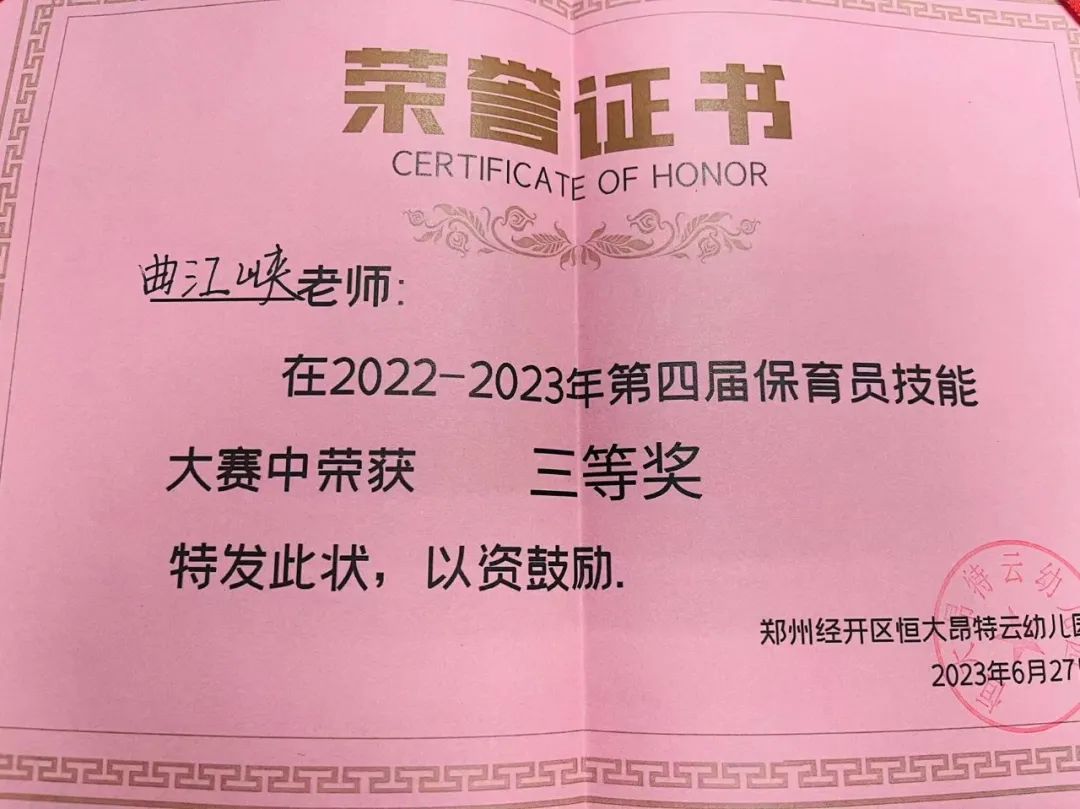 荣誉证书
CERTIFICATE OF HONOR
曲江峡老师:
在2022-2023年第四届保育员技能
大赛中荣获 三等奖
特发此状，以资鼓励.
郑州经开区恒大昂特云幼儿园
2023年6月27日